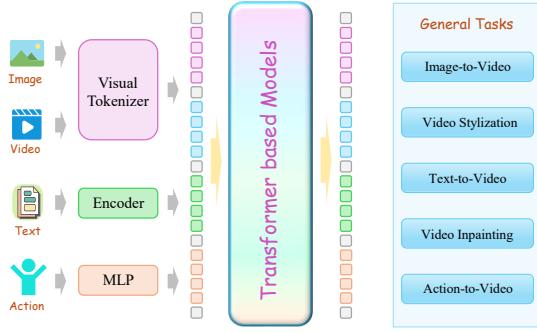 Image
Video
Text
Action
Visual
Tokenizer
Encoder
MLP
Transformer based Models
General Tasks
Image-to-Video
Video Stylization
Text-to-Video
Video Inpainting
Action-to-Video